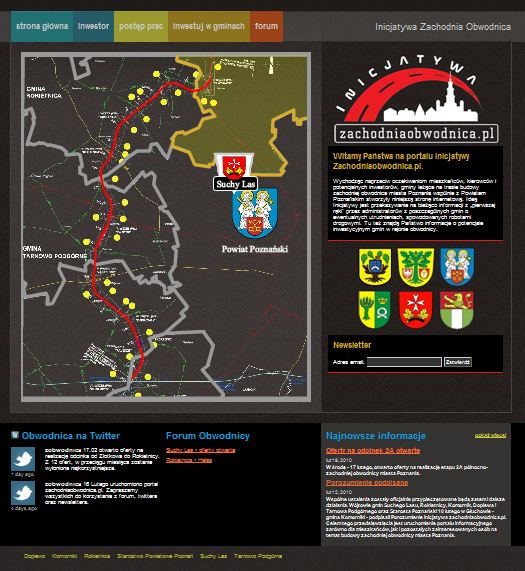 strona główna
inwestor
postęp prac
inwestuj w gminach
forum
Inicjatywa Zachodnia Obwodnica
GMINA
ROKIETNICA
GMINA
TARNOWO PODGÓRNE
Suchy Las
Powiat Poznański
INICJATYWA
zachodniaobwodnica.pl
Witamy Państwa na portalu Inicjatywy
Zachodniaobwodnica.pl.
Wychodząc naprzeciw oczekiwaniom mieszkańców, kierowców i
potencjalnych inwestorów, gminy leżące na trasie budowy
zachodniej obwodnicy miasta Poznania wspólnie z Powiatem
Poznańskim stworzyły niniejszą stronę internetową. Ideą
Inicjatywy jest przekazywanie na bieżąco informacji z „pierwszej
ręki" przez administratorów z poszczególnych gmin o
ewentualnych utrudnieniach, spowodowanych robotami
drogowymi. Tu też znajdą Państwo informacje o potencjale
inwestycyjnym gmin w rejonie obwodnicy.
Newsletter
Adres email:
Zatwierdź
Obwodnica na Twitter
zobwodnica 17.02 otwarto oferty na
realizację odcinka od Złotkowa do Rokietnicy.
Z 12 ofert, w przeciągu miesiąca zostanie
wyłoniona najkorzystniejsza.
1 day ago
zobwodnica 16 Lutego uruchomiono portal
zachodniaobwodnica.pl. Zapraszamy
wszystkich do korzystania z forum, twittera
oraz newslettera.
4 days ago
Forum Obwodnicy
Suchy Las - oferty otwarte
Rokietnica - Hałas
Najnowsze informacje
pokaż więcej
Oferty na odcinek 2A otwarte
lut 18, 2010
W środę - 17 lutego, otwarto oferty na realizację etapu 2A północno-
zachodniej obwodnicy miasta Poznania.
Porozumienie podpisane
lut 12, 2010
Wspólne ustalenia zostały oficjalnie przypieczętowane będą zatem i dalsze
działania. Wójtowie gmin Suchego Lasu, Rokietnicy, Komornik, Dopiewa i
Tarnowa Podgórnego oraz Starosta Poznański 10 lutego w Głuchowie -
gmina Komorniki - podpisali Porozumienie Inicjatywa zachodniaobwodnica.pl.
Celem tego przedsięwzięcia jest uruchomienie portalu informacyjnego
zarówno dla mieszkańców, jak i pozostałych zainteresowanych osób na
temat budowy zachodniej obwodnicy miasta Poznania.
Dopiewo Komorniki Rokietnica Starostwo Powiatowe Poznań Suchy Las Tarnowo Podgórne